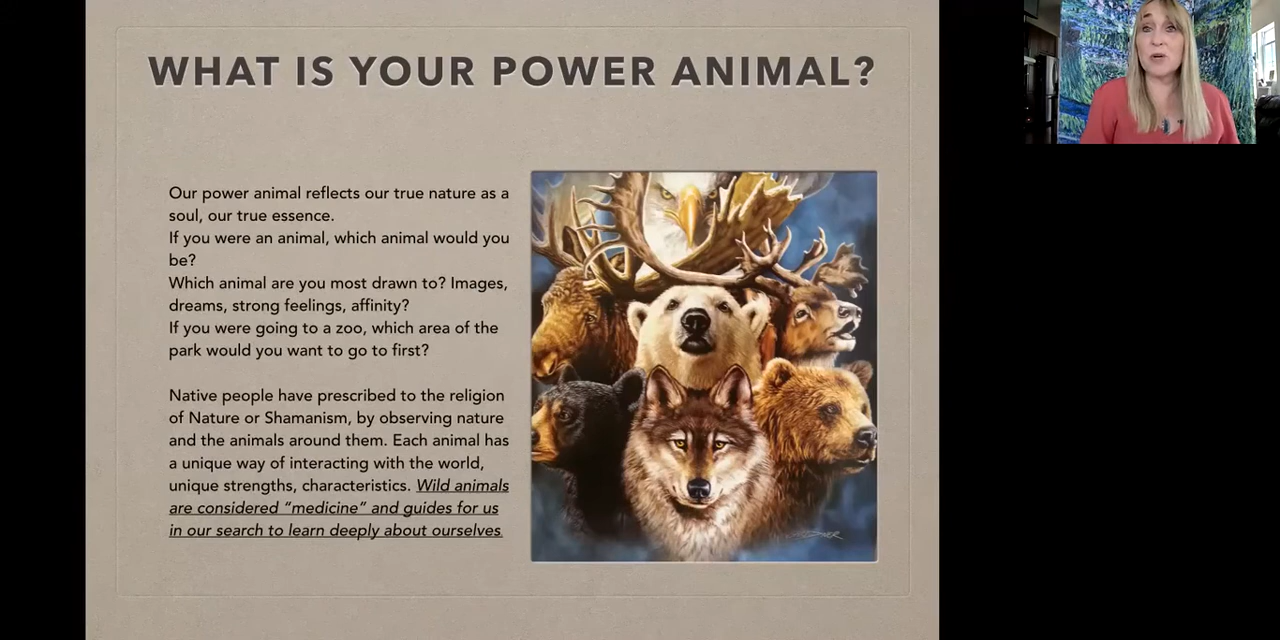 WHAT IS YOUR POWER ANIMAL?
Our power animal reflects our true nature as a
soul, our true essence.
If you were an animal, which animal would you
be?
Which animal are you most drawn to? Images,
dreams, strong feelings, affinity?
If you were going to a zoo, which area of the
park would you want to go to first?
Native people have prescribed to the religion
of Nature or Shamanism, by observing nature
and the animals around them. Each animal has
a unique way of interacting with the world,
unique strengths, characteristics. Wild animals
are considered “medicine” and guides for us
in our search to learn deeply about ourselves